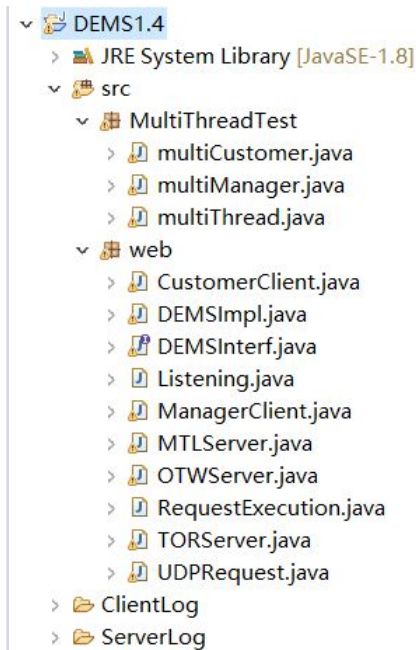 DEMS1.4
JRE System Library [JavaSE-1.8]
src
MultiThreadTest
multiCustomer.java
multiManager.java
multiThread.java
web
CustomerClient.java
DEMSImpl.java
DEMSInterf.java
Listening.java
ManagerClient.java
MTLServer.java
OTWServer.java
RequestExecution.java
TORServer.java
UDPRequest.java
ClientLog
ServerLog